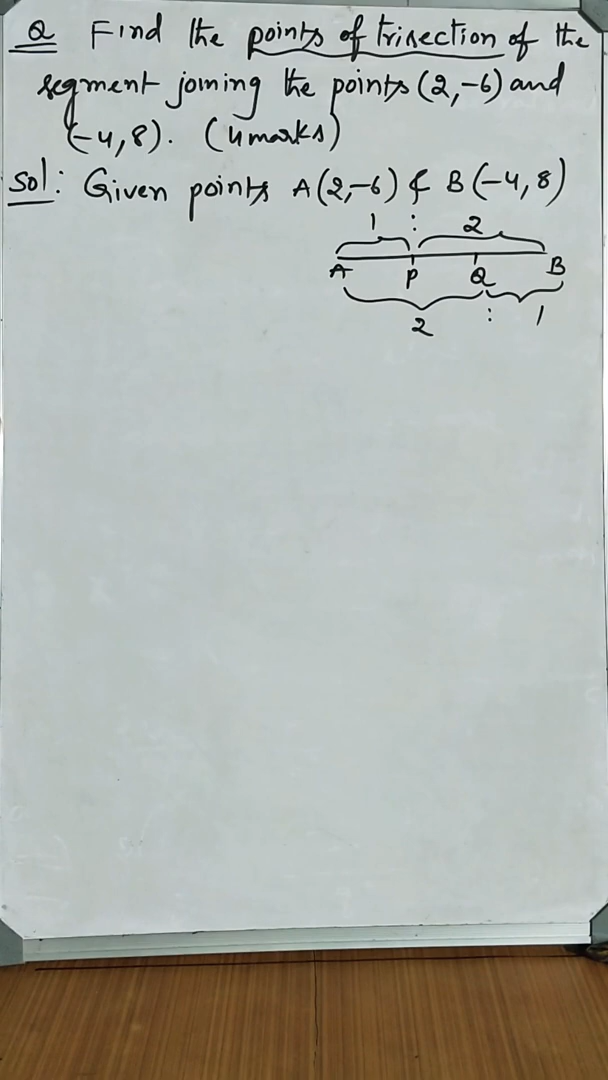 Q Find the points of trisection of the
segment joining the points (2,-6) and
(-4,8). (4marks)
Sol: Given points A(2,-6) & B(-4,8)
1 : 2
A P Q B
2 : 1